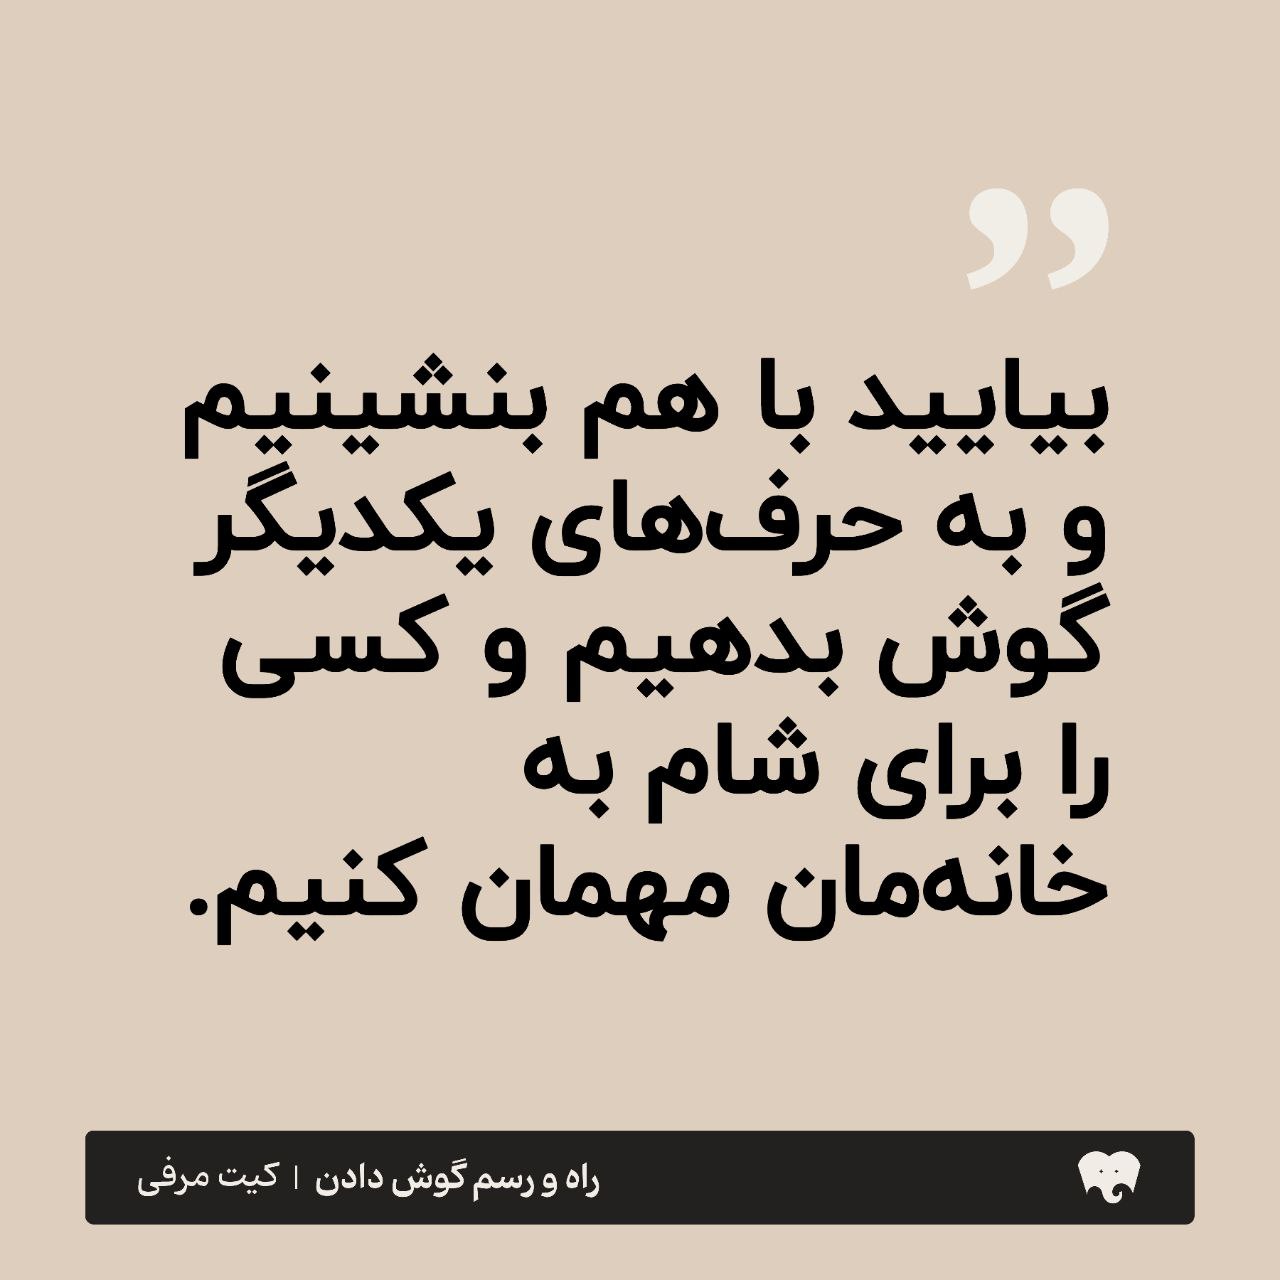 ”
بیایید با هم بنشینیم
و به حرف‌های یکدیگر
گوش بدهیم و کسی
را برای شام به
خانه‌مان مهمان کنیم.
راه و رسم گوش دادن | کیت مرفی